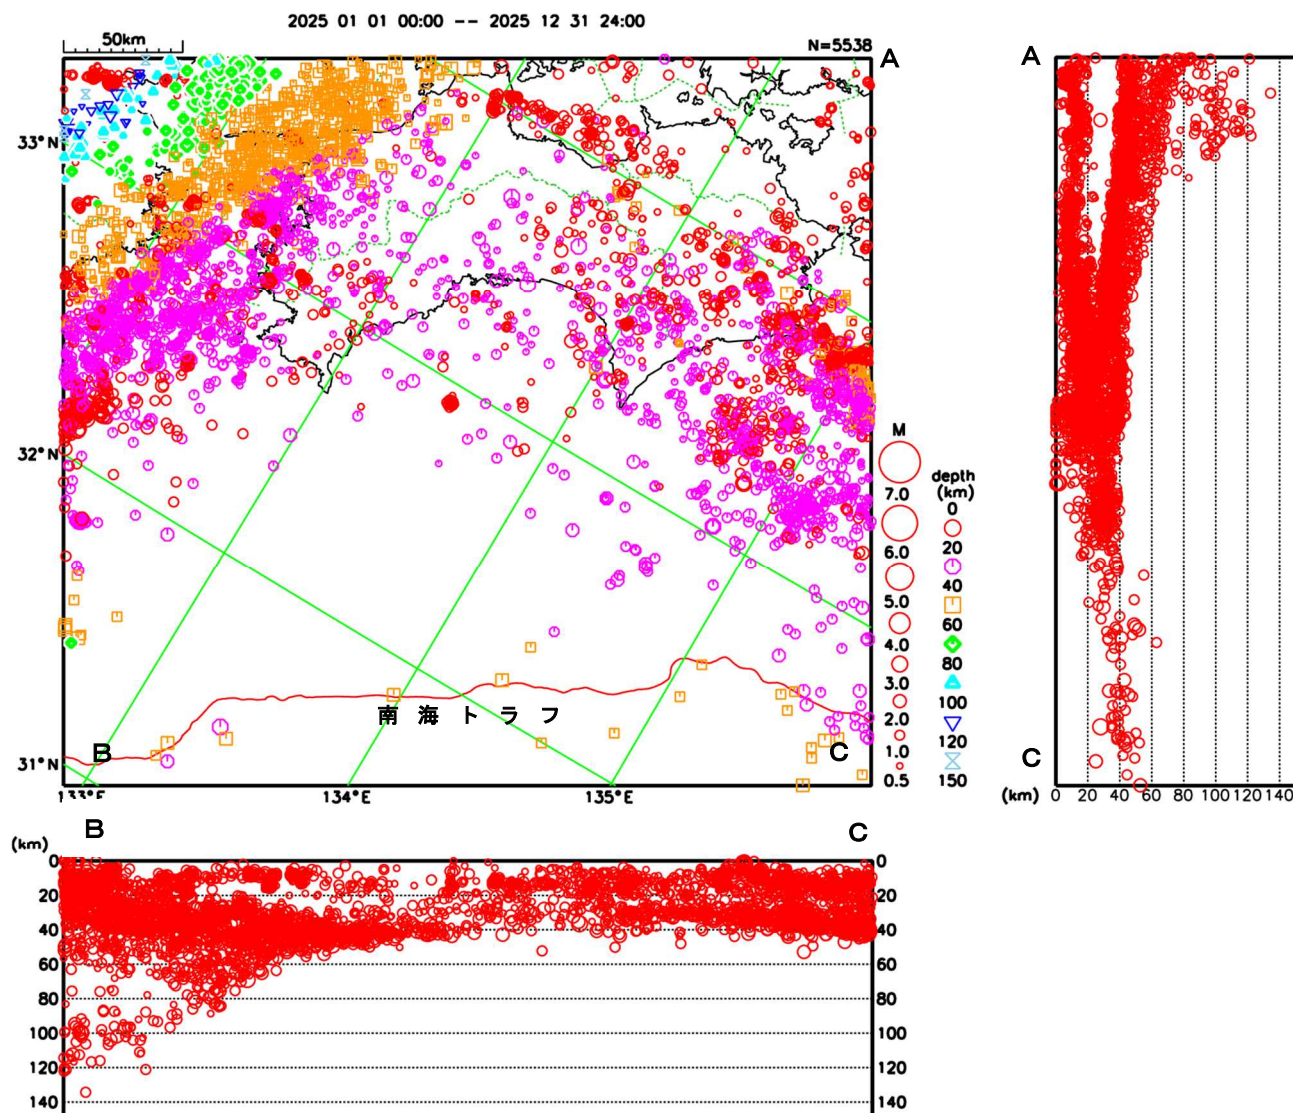 2025 01 01 00:00 -- 2025 12 31 24:00
50km
N=5538
A
A
33°N
32°N
31°N
133°E
134°E
135°E
南海トラフ
B
C
M
7.0
6.0
5.0
4.0
3.0
2.0
1.0
0.5
depth
(km)
0
20
40
60
80
100
120
150
C
(km) 0 20 40 60 80 100 120 140
B
C
(km)
0 0
20 20
40 40
60 60
80 80
100 100
120 120
140 140